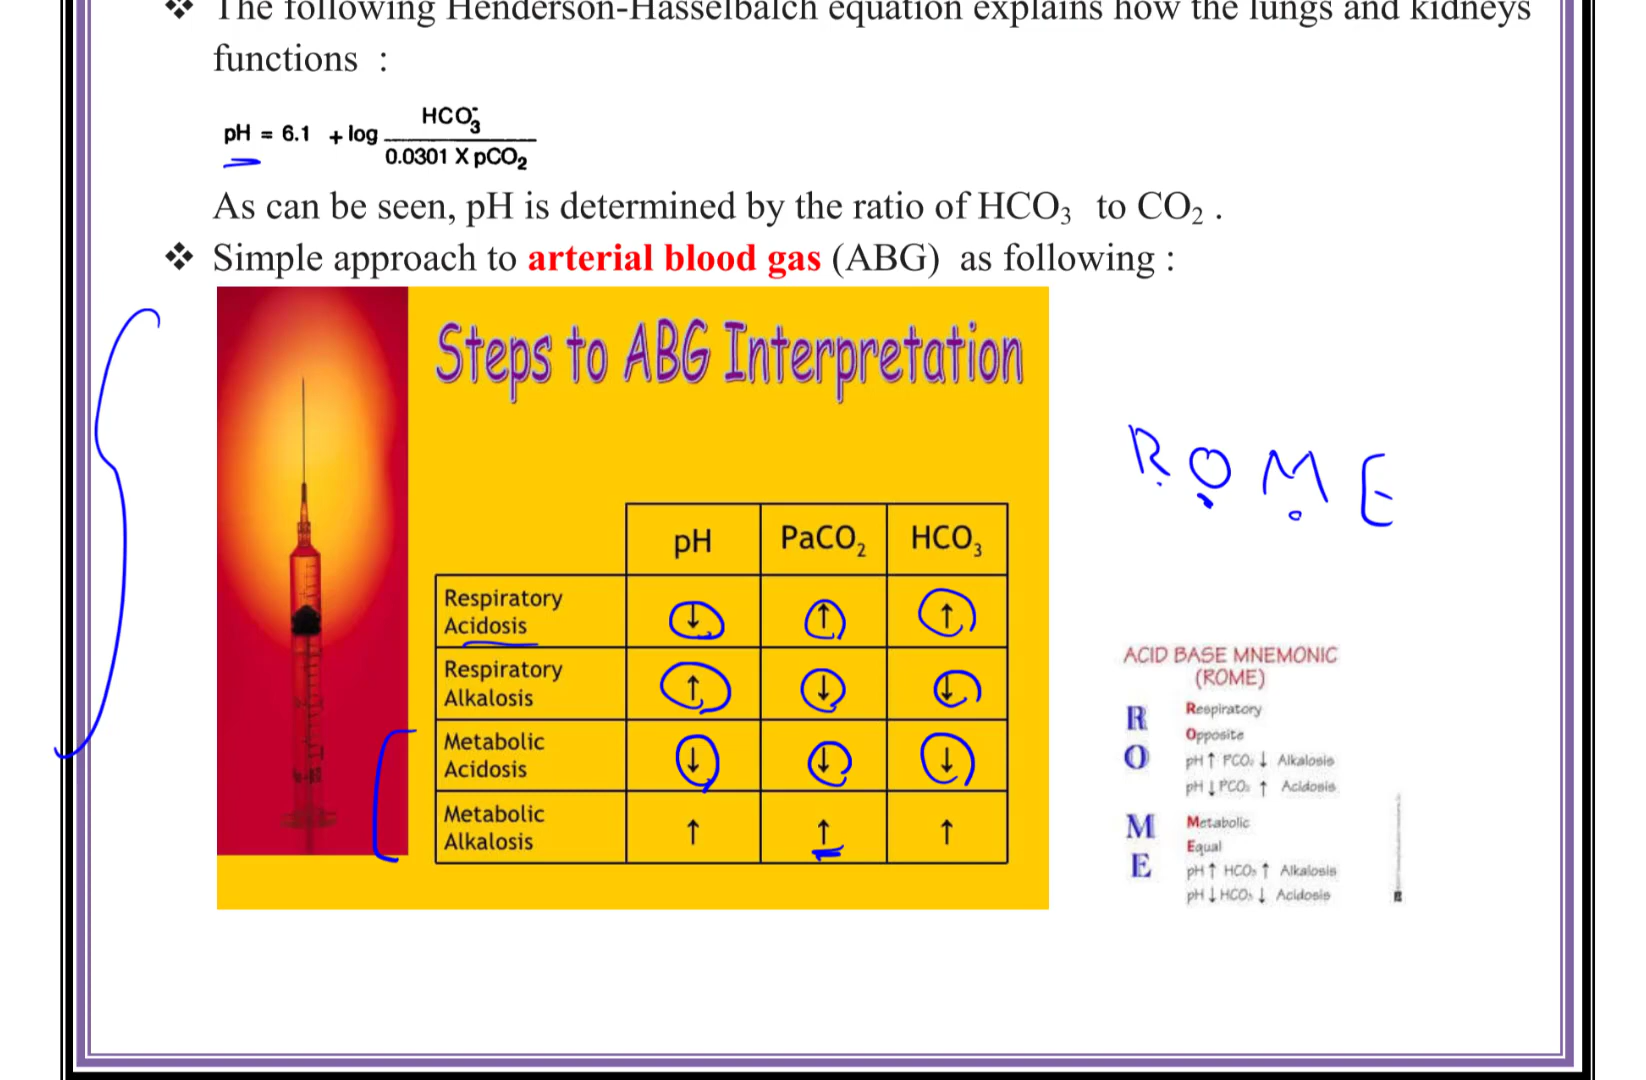 ❖ The following Henderson-Hasselbalch equation explains how the lungs and kidneys
functions :
pH = 6.1 + log HCO₃⁻ / 0.0301 X pCO₂
As can be seen, pH is determined by the ratio of HCO₃ to CO₂ .
❖ Simple approach to arterial blood gas (ABG) as following :
Steps to ABG Interpretation
pH PaCO₂ HCO₃
Respiratory
Acidosis ↓ ↑ ↑
Respiratory
Alkalosis ↑ ↓ ↓
Metabolic
Acidosis ↓ ↓ ↓
Metabolic
Alkalosis ↑ ↑ ↑
R.O M E
ACID BASE MNEMONIC
(ROME)
R Respiratory
O Opposite
pH ↑ PCO₂ ↓ Alkalosis
pH ↓ PCO₂ ↑ Acidosis
M Metabolic
E Equal
pH ↑ HCO₃ ↑ Alkalosis
pH ↓ HCO₃ ↓ Acidosis